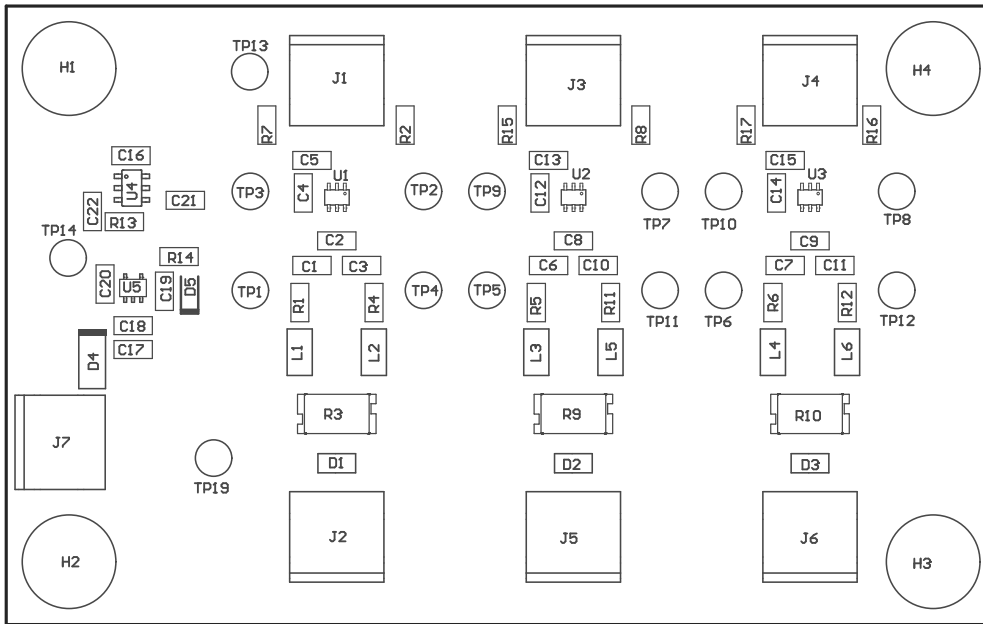 TP13
H1
J1
J3
J4
H4
R7
R2
R15
R8
R17
R16
C16
C5
C13
C15
U1
U2
U3
U4
C4
C12
C14
TP3
TP2
TP9
TP7
TP10
TP8
C21
C22
R13
TP14
C2
C8
C9
R14
C1
C3
C6
C10
C7
C11
C20
U5
C19
D5
TP1
TP4
TP5
TP11
TP6
TP12
R1
R4
R5
R11
R6
R12
C18
C17
D4
L1
L2
L3
L5
L4
L6
R3
R9
R10
J7
D1
D2
D3
TP19
J2
J5
J6
H2
H3